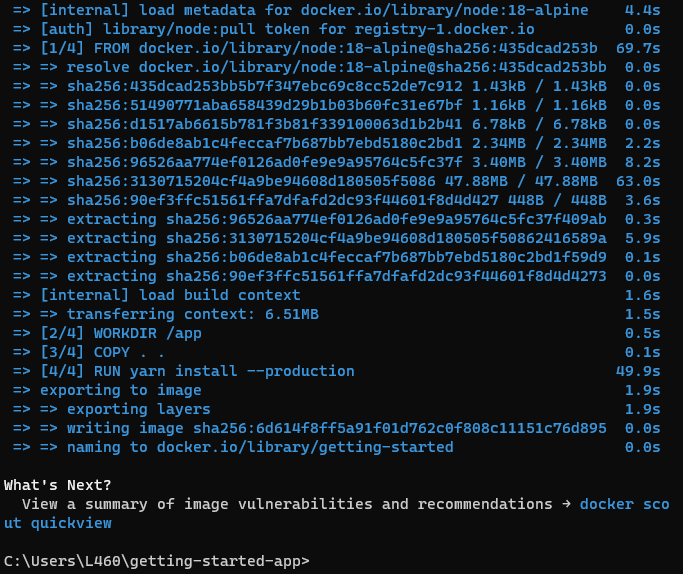 => [internal] load metadata for docker.io/library/node:18-alpine 4.4s
=> [auth] library/node:pull token for registry-1.docker.io 0.0s
=> [1/4] FROM docker.io/library/node:18-alpine@sha256:435dcad253b 69.7s
=> => resolve docker.io/library/node:18-alpine@sha256:435dcad253bb 0.0s
=> => sha256:435dcad253bb5b7f347ebc69c8cc52de7c912 1.43kB / 1.43kB 0.0s
=> => sha256:51490771aba658439d29b1b03b60fc31e67bf 1.16kB / 1.16kB 0.0s
=> => sha256:d1517ab6615b781f3b81f339100063d1b2b41 6.78kB / 6.78kB 0.0s
=> => sha256:b06de8ab1c4feccaf7b687bb7ebd5180c2bd1 2.34MB / 2.34MB 2.2s
=> => sha256:96526aa774ef0126ad0fe9e9a95764c5fc37f 3.40MB / 3.40MB 8.2s
=> => sha256:3130715204cf4a9be94608d180505f5086 47.88MB / 47.88MB 63.0s
=> => sha256:90ef3ffc51561ffa7dfafd2dc93f44601f8d4d427 448B / 448B 3.6s
=> => extracting sha256:96526aa774ef0126ad0fe9e9a95764c5fc37f409ab 0.3s
=> => extracting sha256:3130715204cf4a9be94608d180505f50862416589a 5.9s
=> => extracting sha256:b06de8ab1c4feccaf7b687bb7ebd5180c2bd1f59d9 0.1s
=> => extracting sha256:90ef3ffc51561ffa7dfafd2dc93f44601f8d4d4273 0.0s
=> [internal] load build context 1.6s
=> => transferring context: 6.51MB 1.5s
=> [2/4] WORKDIR /app 0.5s
=> [3/4] COPY . . 0.1s
=> [4/4] RUN yarn install --production 49.9s
=> exporting to image 1.9s
=> => exporting layers 1.9s
=> => writing image sha256:6d614f8ff5a91f01d762c0f808c11151c76d895 0.0s
=> => naming to docker.io/library/getting-started 0.0s
What's Next?
View a summary of image vulnerabilities and recommendations → docker sco
ut quickview
C:\Users\L460\getting-started-app>